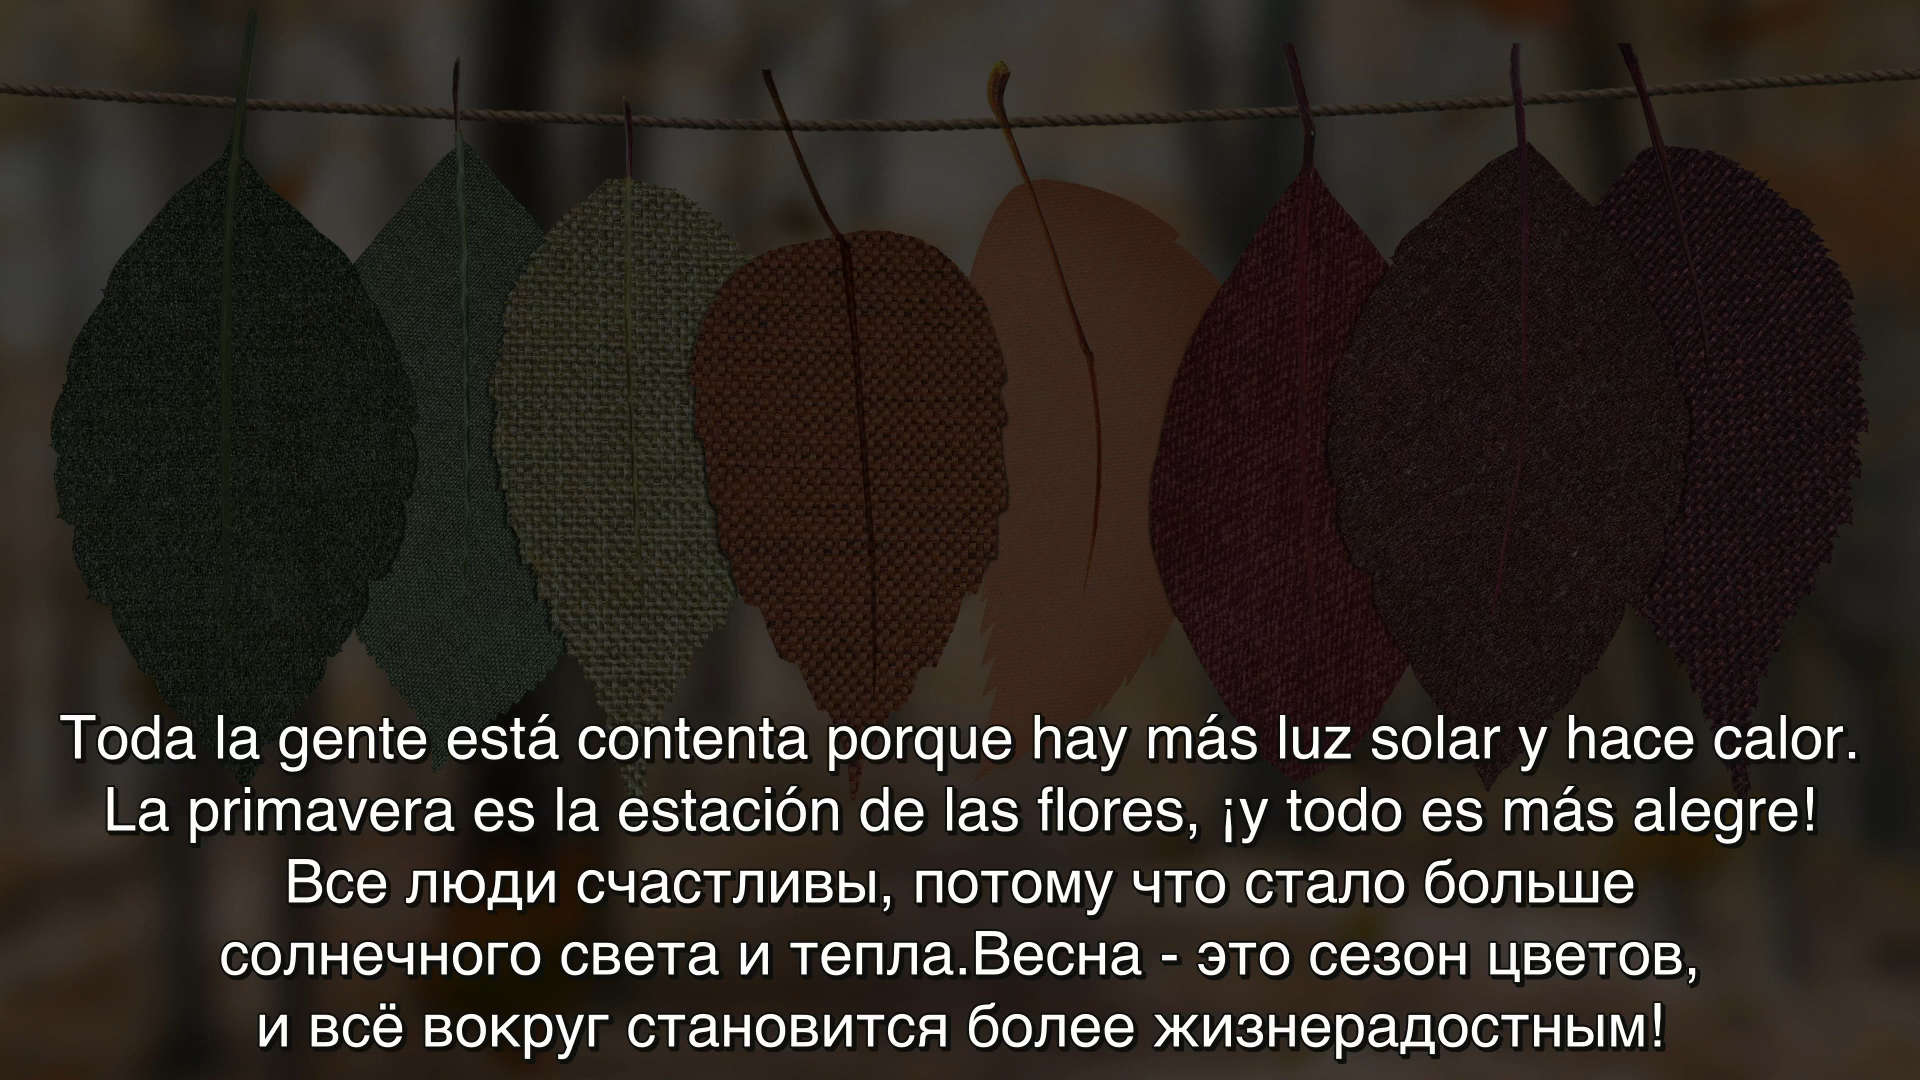 Toda la gente está contenta porque hay más luz solar y hace calor.
La primavera es la estación de las flores, ¡y todo es más alegre!
Все люди счастливы, потому что стало больше
солнечного света и тепла.Весна - это сезон цветов,
и всё вокруг становится более жизнерадостным!